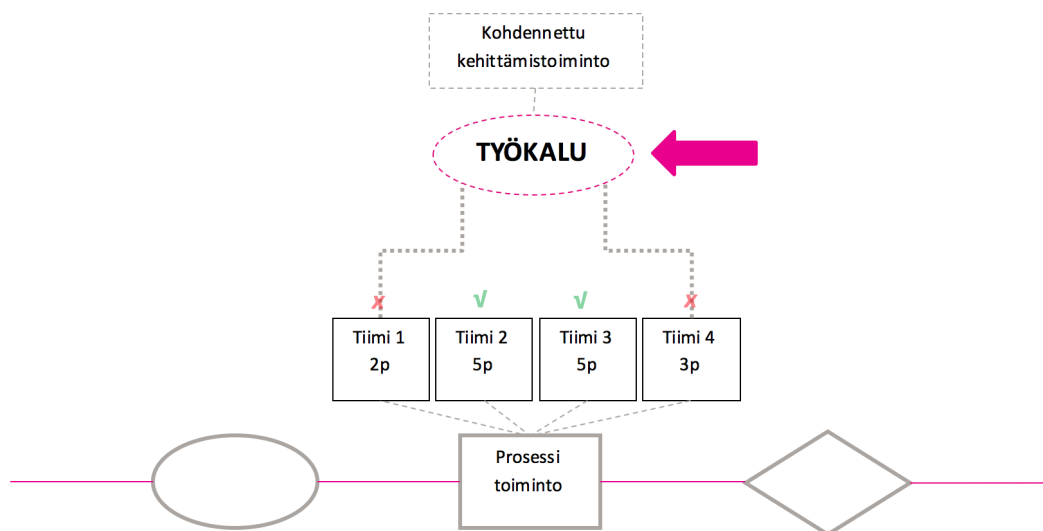 Kohdennettu
kehittämistoiminto
TYÖKALU
x √ √ x
Tiimi 1 Tiimi 2 Tiimi 3 Tiimi 4
2p 5p 5p 3p
Prosessi
toiminto